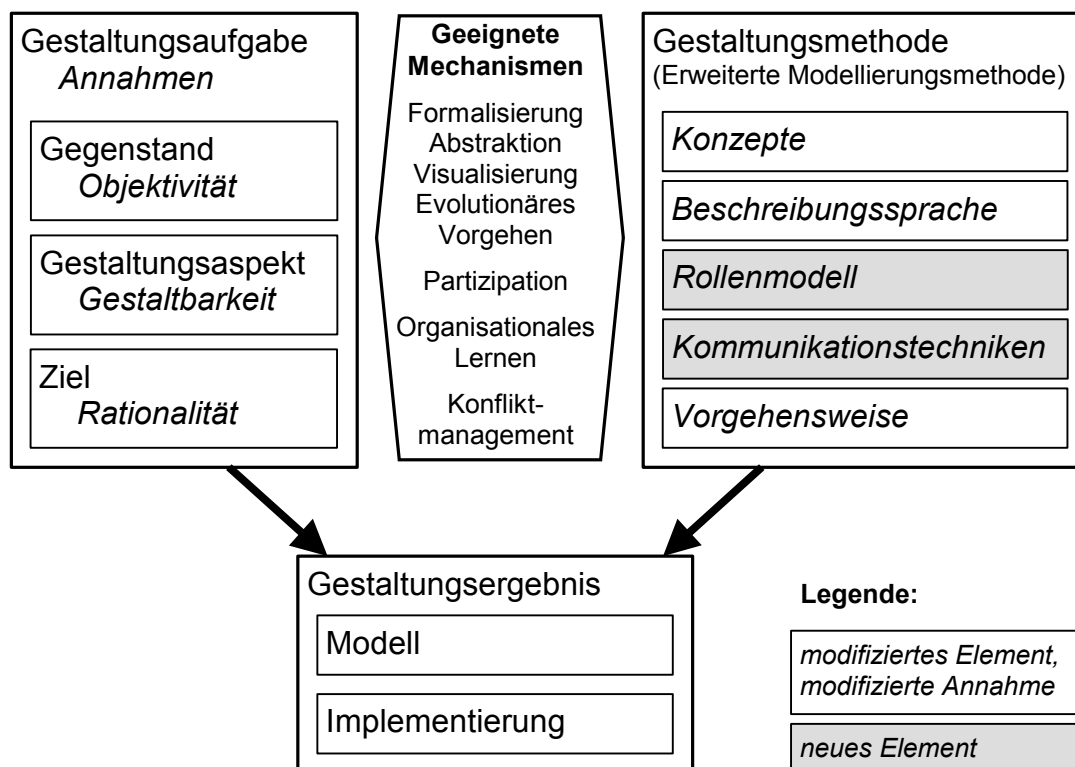 Gestaltungsaufgabe
Annahmen
Gegenstand
Objektivität
Gestaltungsaspekt
Gestaltbarkeit
Ziel
Rationalität
Geeignete
Mechanismen
Formalisierung
Abstraktion
Visualisierung
Evolutionäres
Vorgehen
Partizipation
Organisationales
Lernen
Konflikt-
management
Gestaltungsmethode
(Erweiterte Modellierungsmethode)
Konzepte
Beschreibungssprache
Rollenmodell
Kommunikationstechniken
Vorgehensweise
Gestaltungsergebnis
Modell
Implementierung
Legende:
modifiziertes Element,
modifizierte Annahme
neues Element